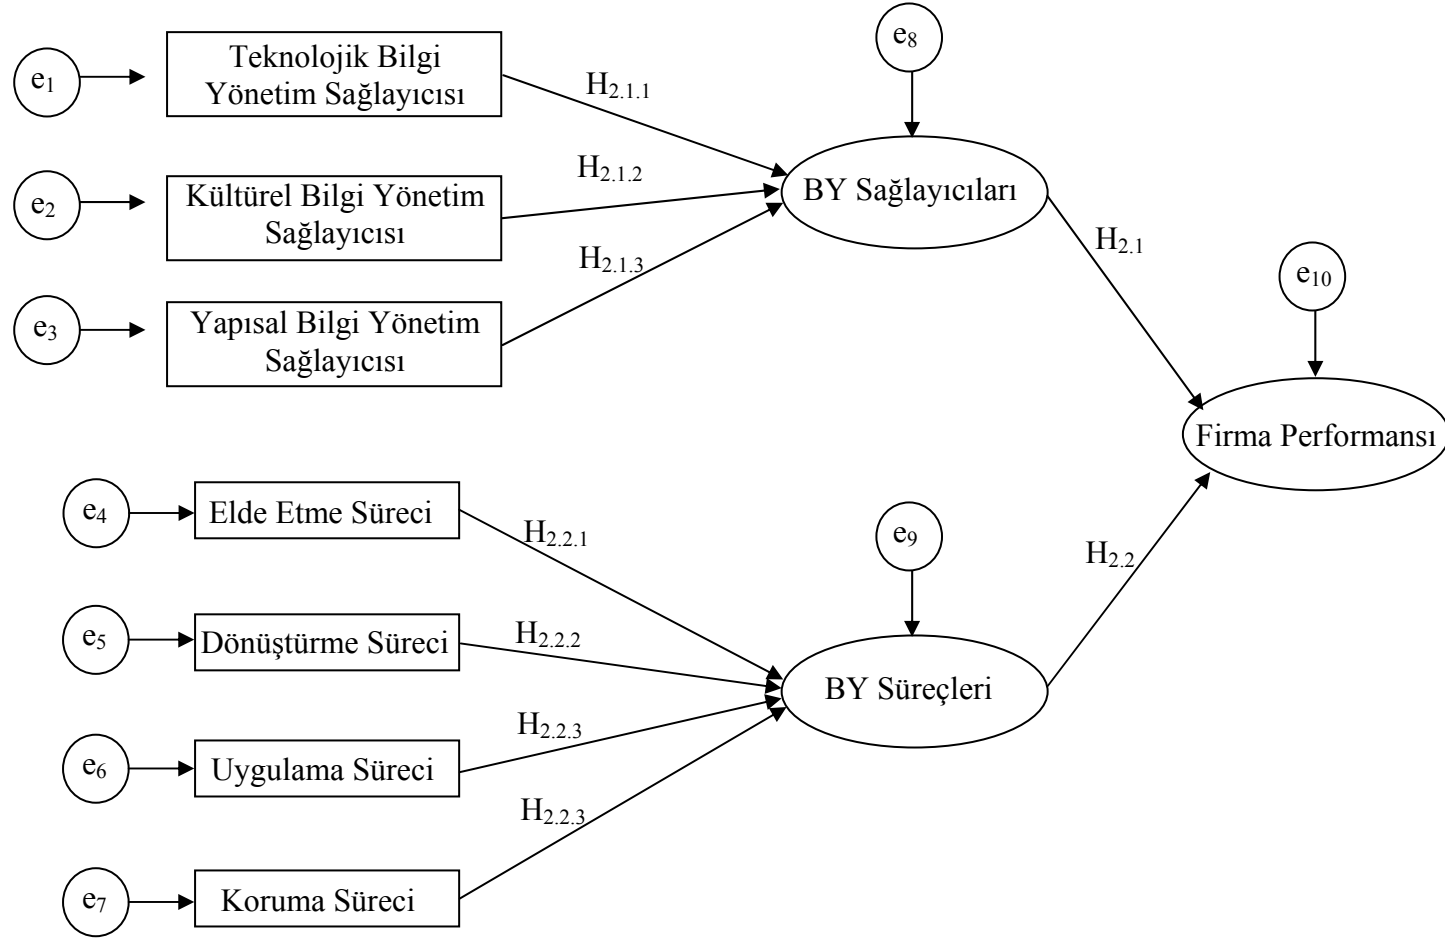 e8
e1
Teknolojik Bilgi
Yönetim Sağlayıcısı
H2.1.1
e2
Kültürel Bilgi Yönetim
Sağlayıcısı
H2.1.2
BY Sağlayıcıları
H2.1
e3
Yapısal Bilgi Yönetim
Sağlayıcısı
H2.1.3
e10
Firma Performansı
e4
Elde Etme Süreci
H2.2.1
e9
H2.2
e5
Dönüştürme Süreci
H2.2.2
BY Süreçleri
e6
Uygulama Süreci
H2.2.3
H2.2.3
e7
Koruma Süreci